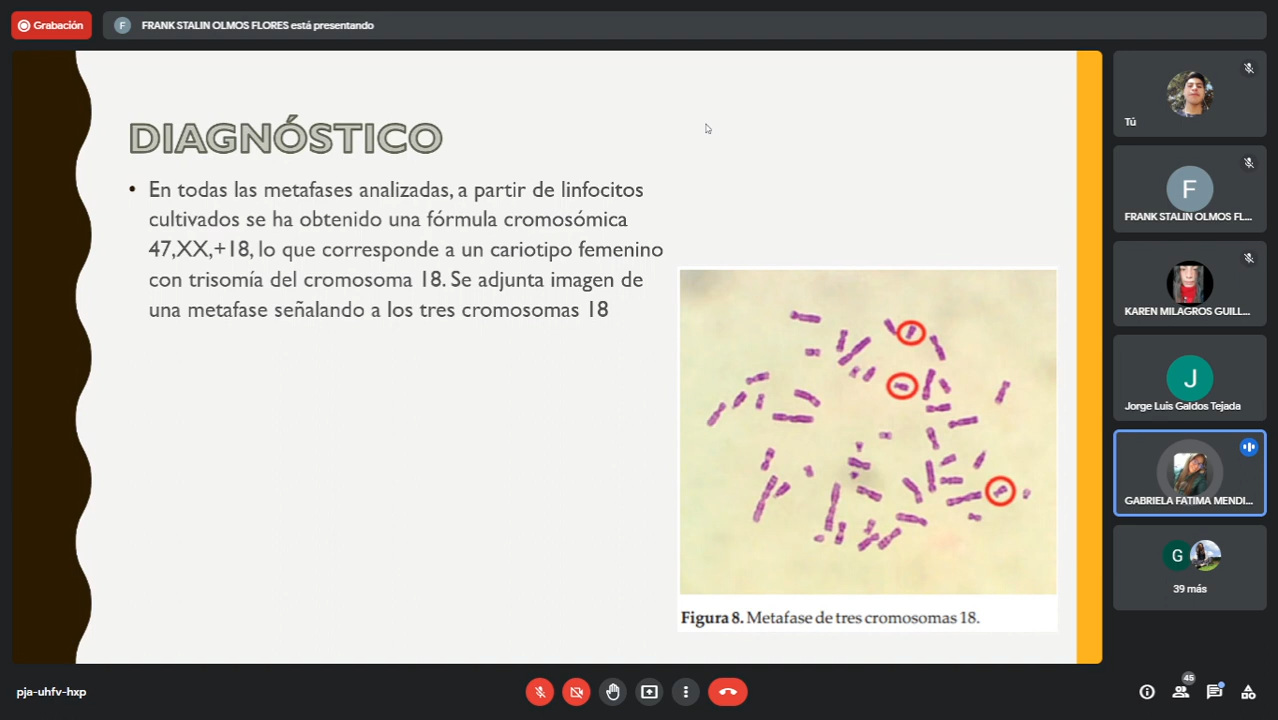 Grabación
F
FRANK STALIN OLMOS FLORES está presentando
DIAGNÓSTICO
• En todas las metafases analizadas, a partir de linfocitos
cultivados se ha obtenido una fórmula cromosómica
47,XX,+18, lo que corresponde a un cariotipo femenino
con trisomía del cromosoma 18. Se adjunta imagen de
una metafase señalando a los tres cromosomas 18
Figura 8. Metafase de tres cromosomas 18.
Tú
F
FRANK STALIN OLMOS FL...
KAREN MILAGROS GUILL...
J
Jorge Luis Galdos Tejada
GABRIELA FATIMA MENDI...
G
39 más
pja-uhfv-hxp
45